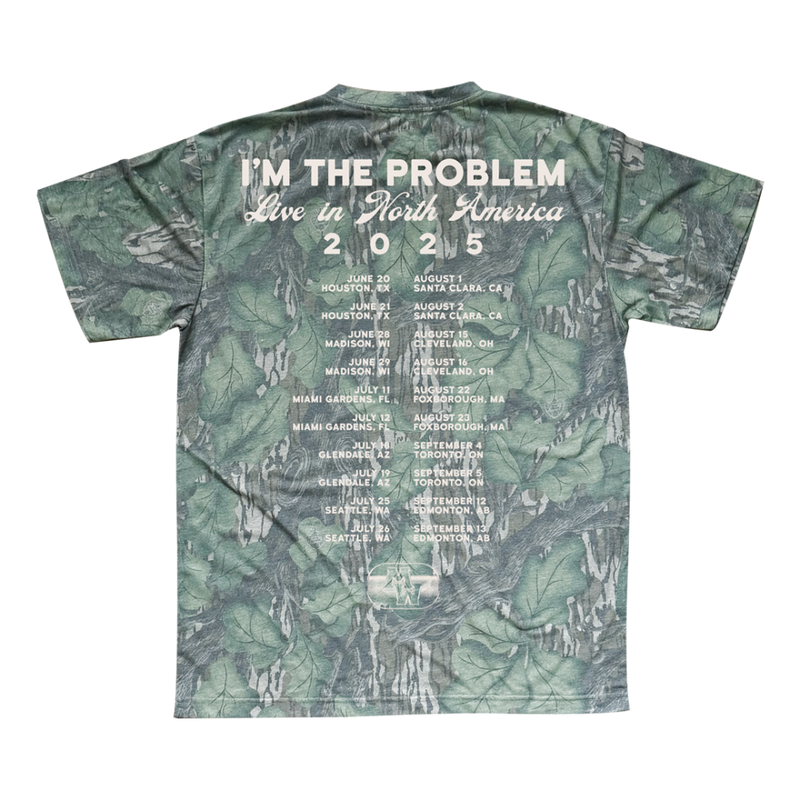 I'M THE PROBLEM
Live in North America
2025
JUNE 20
HOUSTON, TX
JUNE 21
HOUSTON, TX
JUNE 28
MADISON, WI
JUNE 29
MADISON, WI
JULY 11
MIAMI GARDENS, FL
JULY 12
MIAMI GARDENS, FL
JULY 18
GLENDALE, AZ
JULY 19
GLENDALE, AZ
JULY 25
SEATTLE, WA
JULY 26
SEATTLE, WA
AUGUST 1
SANTA CLARA, CA
AUGUST 2
SANTA CLARA, CA
AUGUST 15
CLEVELAND, OH
AUGUST 16
CLEVELAND, OH
AUGUST 22
FOXBOROUGH, MA
AUGUST 23
FOXBOROUGH, MA
SEPTEMBER 4
TORONTO, ON
SEPTEMBER 5
TORONTO, ON
SEPTEMBER 12
EDMONTON, AB
SEPTEMBER 13
EDMONTON, AB